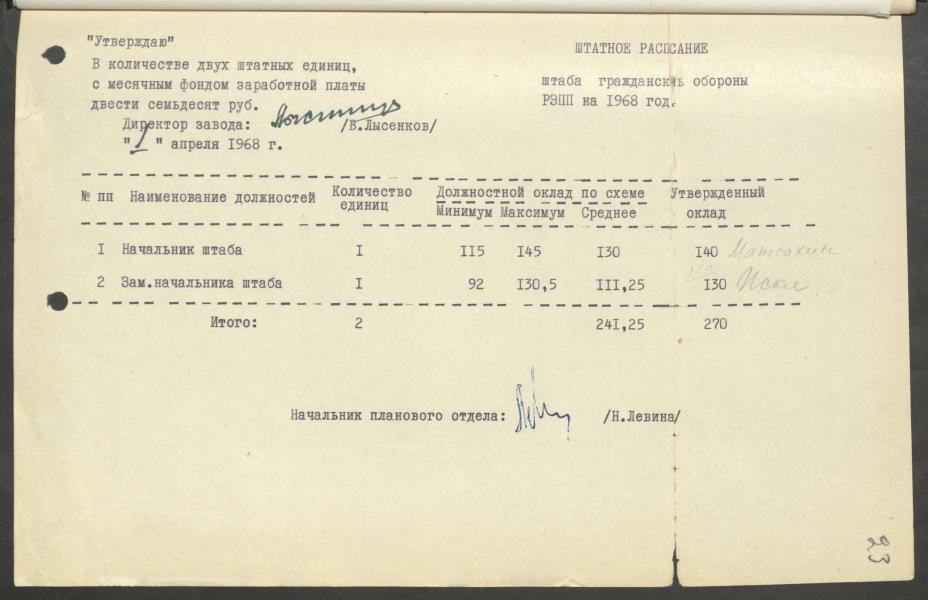 "Утверждаю"
В количестве двух штатных единиц,
с месячным фондом заработной платы
двести семьдесят руб.
Директор завода: /В.Лысенков/
"1" апреля 1968 г.
ШТАТНОЕ РАСПИСАНИЕ
штаба гражданский обороны
РЗПП на 1968 год.
№ пп Наименование должностей Количество единиц Должностной оклад по схеме Утвержденный оклад
Минимум Максимум Среднее
1 Начальник штаба 1 115 145 130 140 Матюхин
2 Зам.начальника штаба 1 92 130,5 111,25 130
Итого: 2 241,25 270
Начальник планового отдела: /Н.Левина/